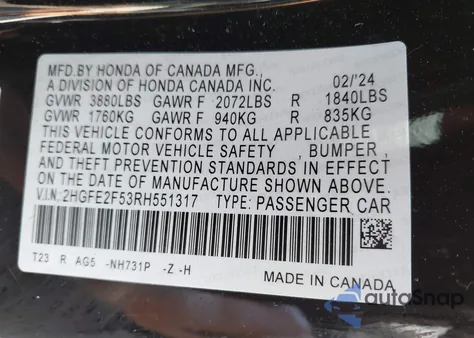 MFD.BY HONDA OF CANADA MFG.,
A DIVISION OF HONDA CANADA INC. 02/'24
GVWR 3880LBS GAWR F 2072LBS R 1840LBS
GVWR 1760KG GAWR F 940KG R 835KG
THIS VEHICLE CONFORMS TO ALL APPLICABLE
FEDERAL MOTOR VEHICLE SAFETY , BUMPER ,
AND THEFT PREVENTION STANDARDS IN EFFECT
ON THE DATE OF MANUFACTURE SHOWN ABOVE.
V.I.N.:2HGFE2F53RH551317 TYPE: PASSENGER CAR
T23 R AG5 -NH731P -Z -H
MADE IN CANADA
autoSnap